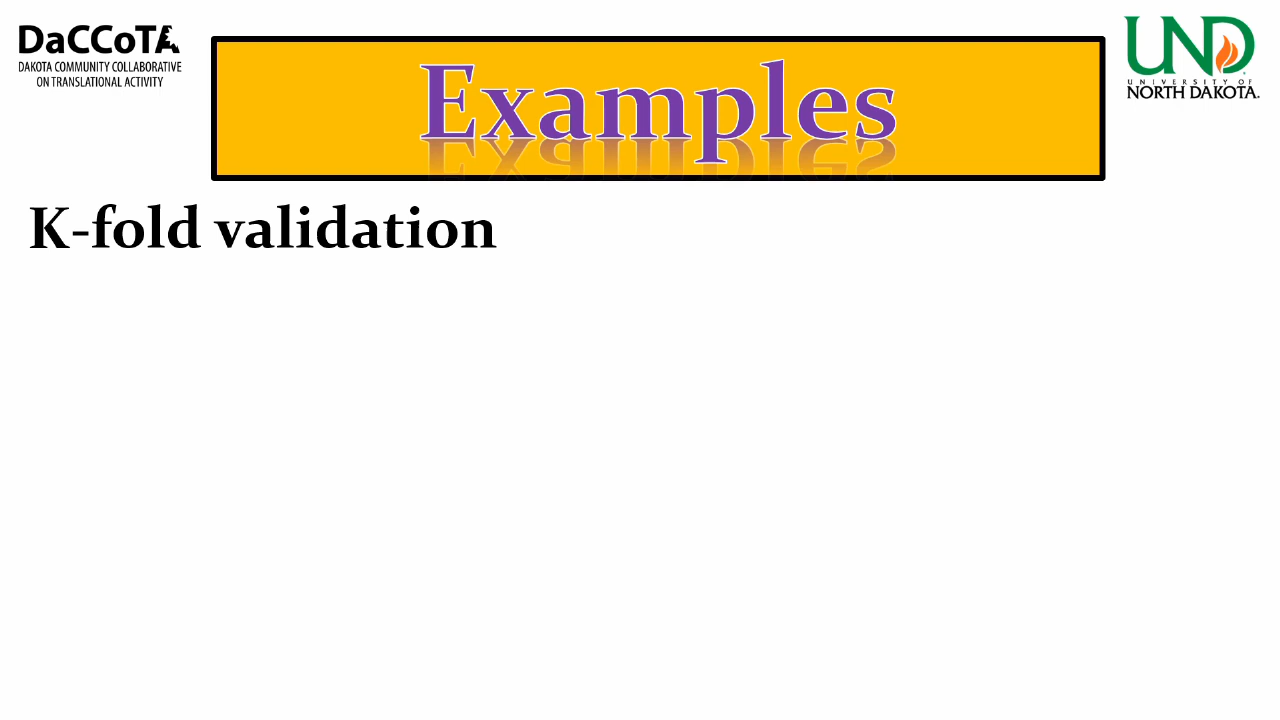 DaCCoTA
DAKOTA COMMUNITY COLLABORATIVE
ON TRANSLATIONAL ACTIVITY
Examples
UND
UNIVERSITY OF
NORTH DAKOTA.
K-fold validation